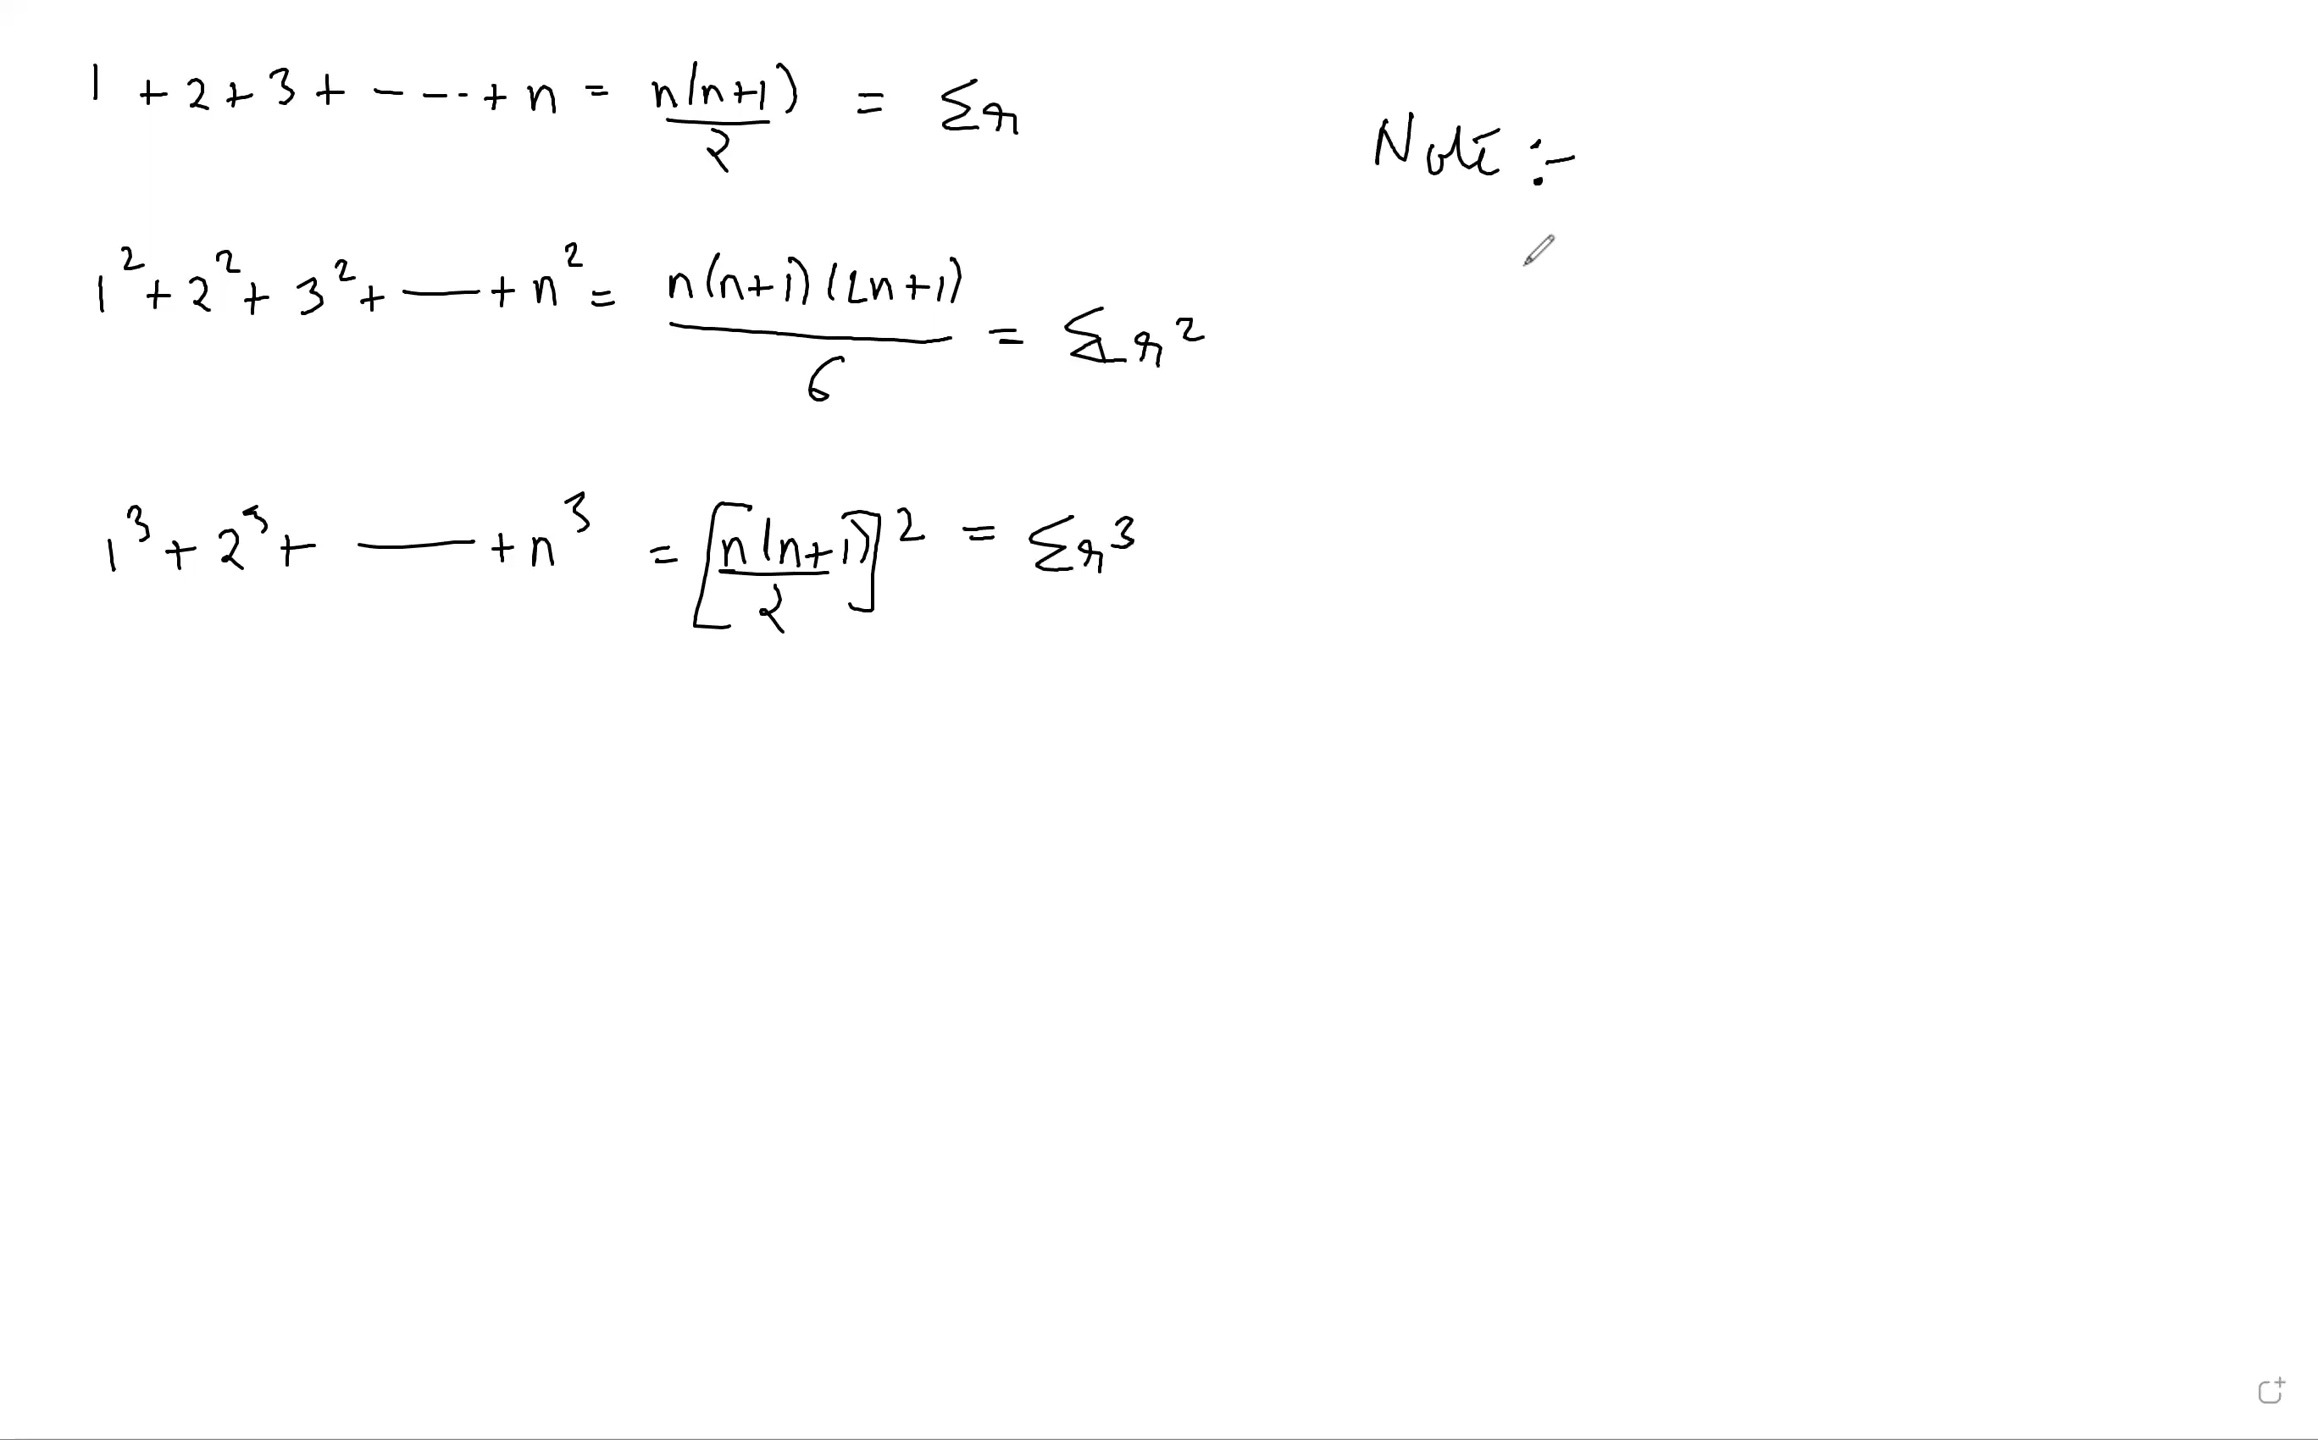 1 + 2 + 3 + - - - - + n = n(n+1)/2 = Σr
1² + 2² + 3² + — + n² = n(n+1)(2n+1)/6 = Σr²
1³ + 2³ + — + n³ = [n(n+1)/2]² = Σr³
Note :-